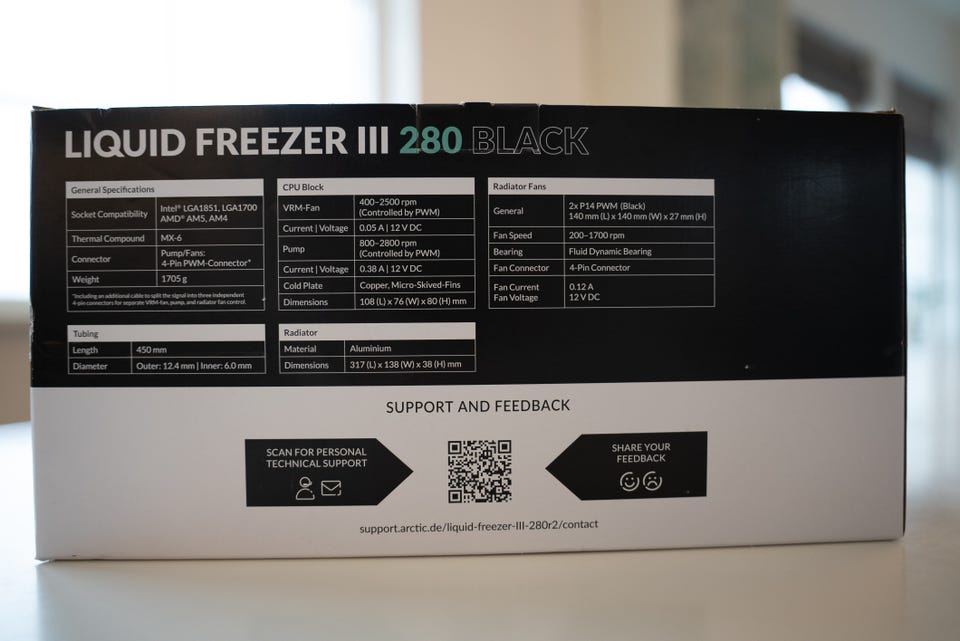 LIQUID FREEZER III 280 BLACK
General Specifications
Socket Compatibility Intel® LGA1851, LGA1700
AMD® AM5, AM4
Thermal Compound MX-6
Connector Pump/Fans:
4-Pin PWM-Connector*
Weight 1705 g
*Including an additional cable to split the signal into three independent
4-pin connectors for separate VRM-fan, pump, and radiator fan control.
CPU Block
VRM-Fan 400–2500 rpm
(Controlled by PWM)
Current | Voltage 0.05 A | 12 V DC
Pump 800–2800 rpm
(Controlled by PWM)
Current | Voltage 0.38 A | 12 V DC
Cold Plate Copper, Micro-Skived-Fins
Dimensions 108 (L) x 76 (W) x 80 (H) mm
Radiator Fans
General 2x P14 PWM (Black)
140 mm (L) x 140 mm (W) x 27 mm (H)
Fan Speed 200–1700 rpm
Bearing Fluid Dynamic Bearing
Fan Connector 4-Pin Connector
Fan Current 0.12 A
Fan Voltage 12 V DC
Tubing
Length 450 mm
Diameter Outer: 12.4 mm | Inner: 6.0 mm
Radiator
Material Aluminium
Dimensions 317 (L) x 138 (W) x 38 (H) mm
SUPPORT AND FEEDBACK
SCAN FOR PERSONAL
TECHNICAL SUPPORT
SHARE YOUR
FEEDBACK
support.arctic.de/liquid-freezer-III-280r2/contact